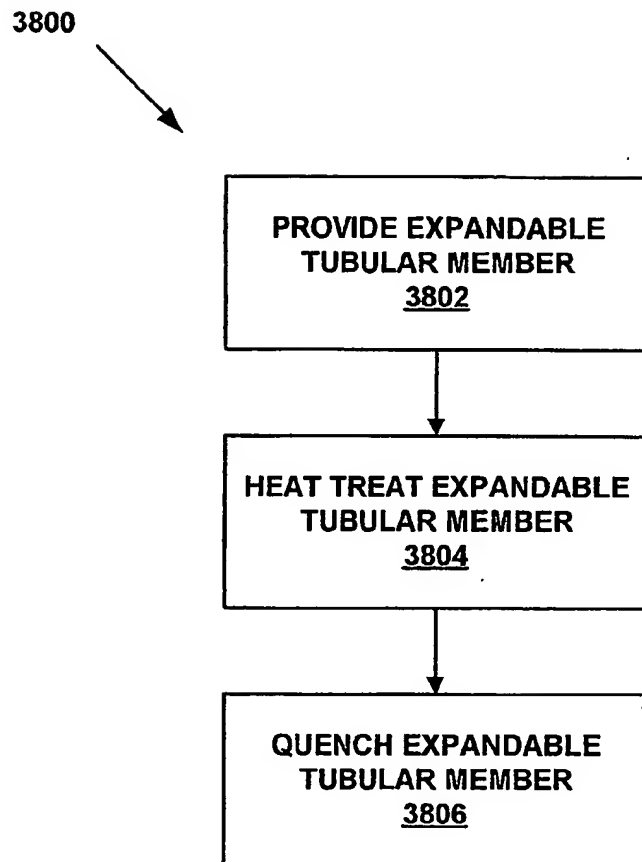 3800
PROVIDE EXPANDABLE
TUBULAR MEMBER
3802
HEAT TREAT EXPANDABLE
TUBULAR MEMBER
3804
QUENCH EXPANDABLE
TUBULAR MEMBER
3806